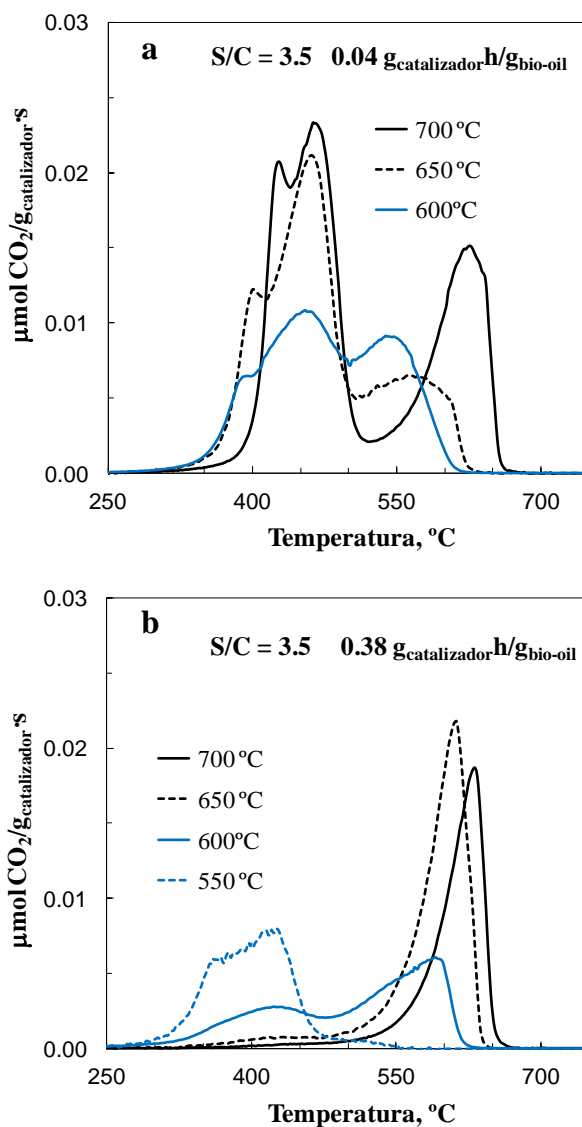 0.03
a
S/C = 3.5 0.04 gcatalizadorh/gbio-oil
700 ºC
650 ºC
600ºC
0.02
0.01
0.00
µmol CO2/gcatalizador·s
250 400 550 700
Temperatura, ºC
0.03
b
S/C = 3.5 0.38 gcatalizadorh/gbio-oil
0.02
700 ºC
650 ºC
600ºC
550 ºC
0.01
0.00
µmol CO2/gcatalizador·s
250 400 550 700
Temperatura, ºC